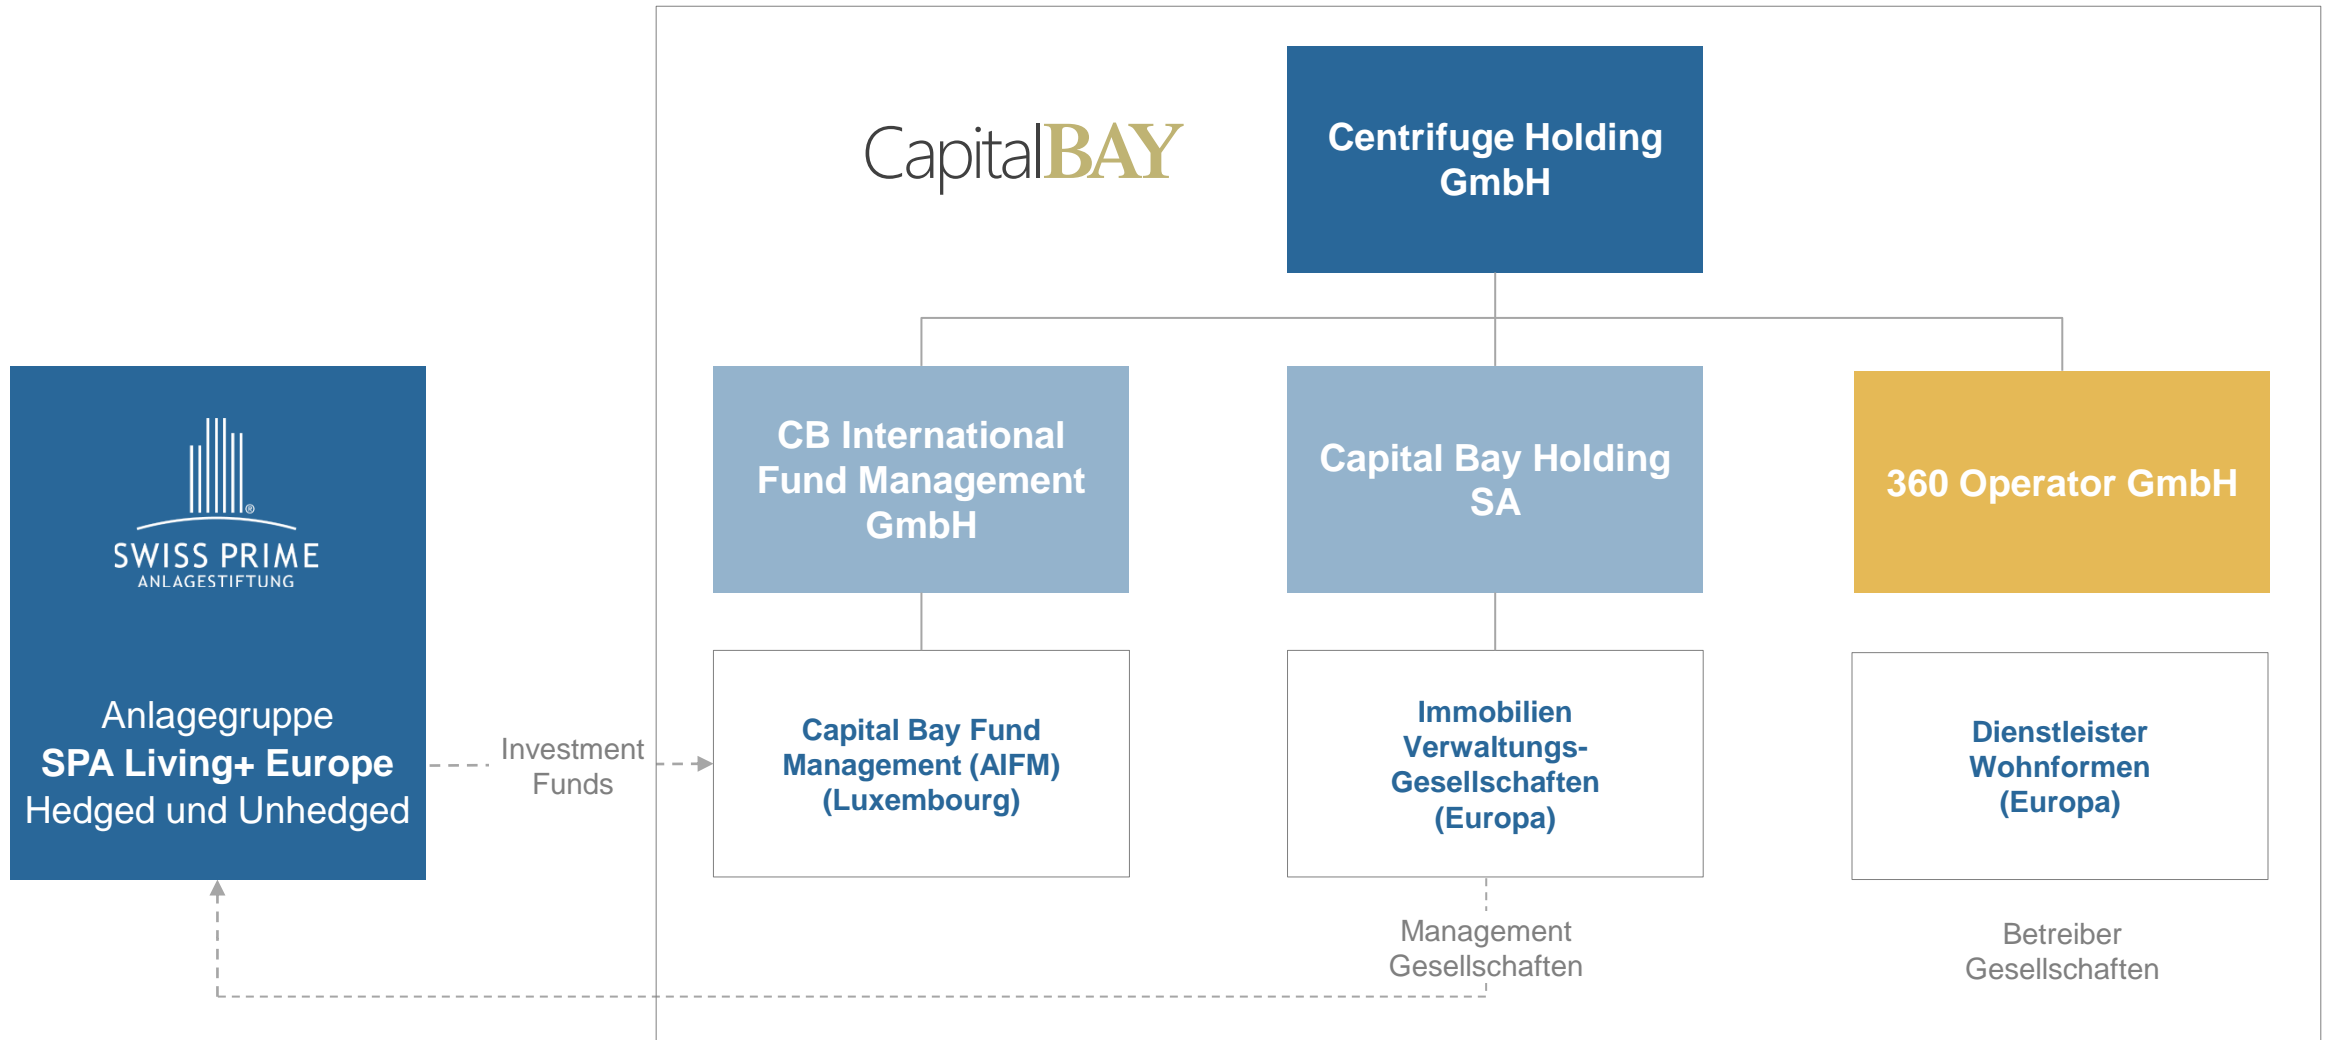 CapitalBAY
Centrifuge Holding
GmbH
SWISS PRIME
ANLAGESTIFTUNG
®
Anlagegruppe
SPA Living+ Europe
Hedged und Unhedged
Investment
Funds
CB International
Fund Management
GmbH
Capital Bay Holding
SA
360 Operator GmbH
Capital Bay Fund
Management (AIFM)
(Luxembourg)
Immobilien
Verwaltungs-
Gesellschaften
(Europa)
Dienstleister
Wohnformen
(Europa)
Management
Gesellschaften
Betreiber
Gesellschaften